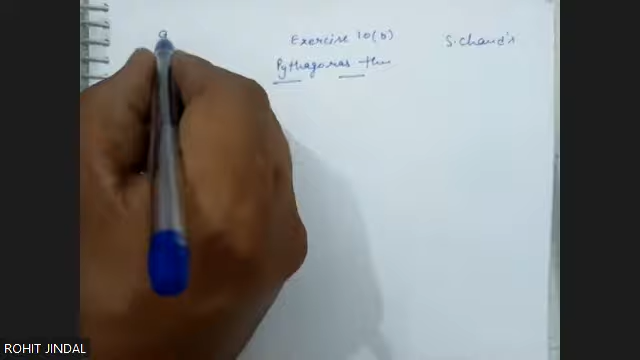 Q Exercise 10(b) S. Chand's
Pythagoras thm
ROHIT JINDAL